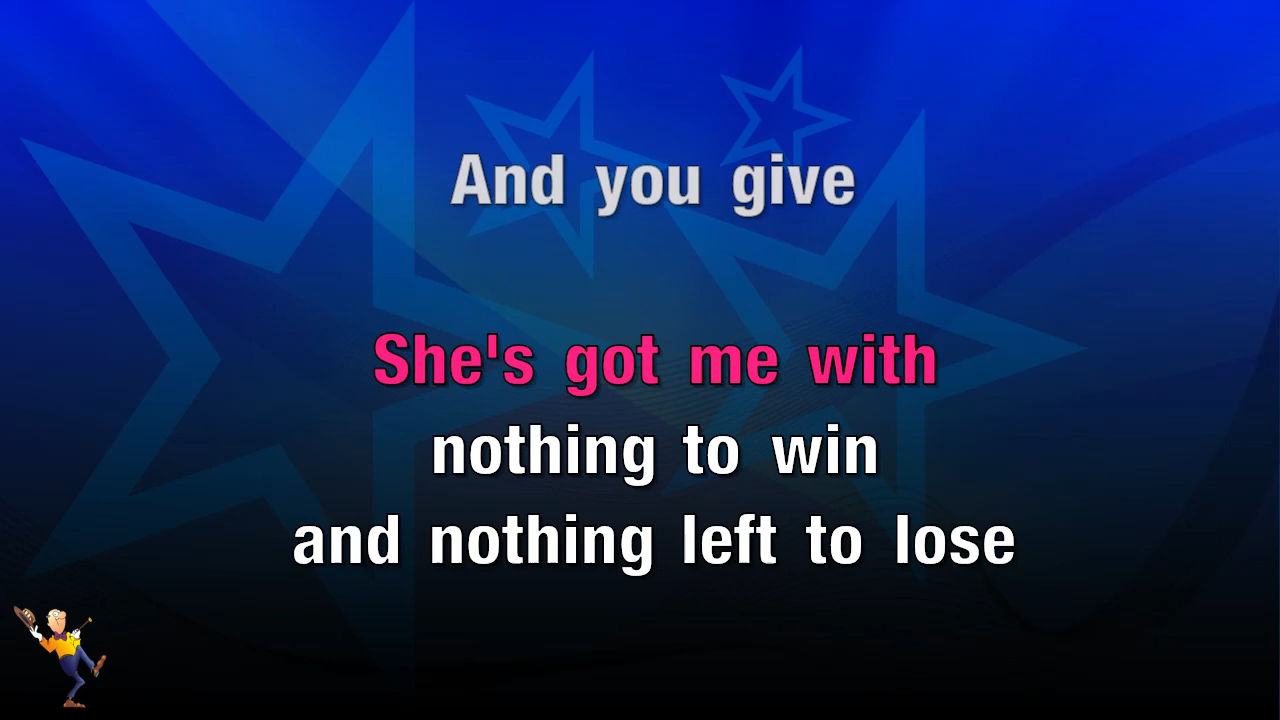 And you give
She's got me with
nothing to win
and nothing left to lose